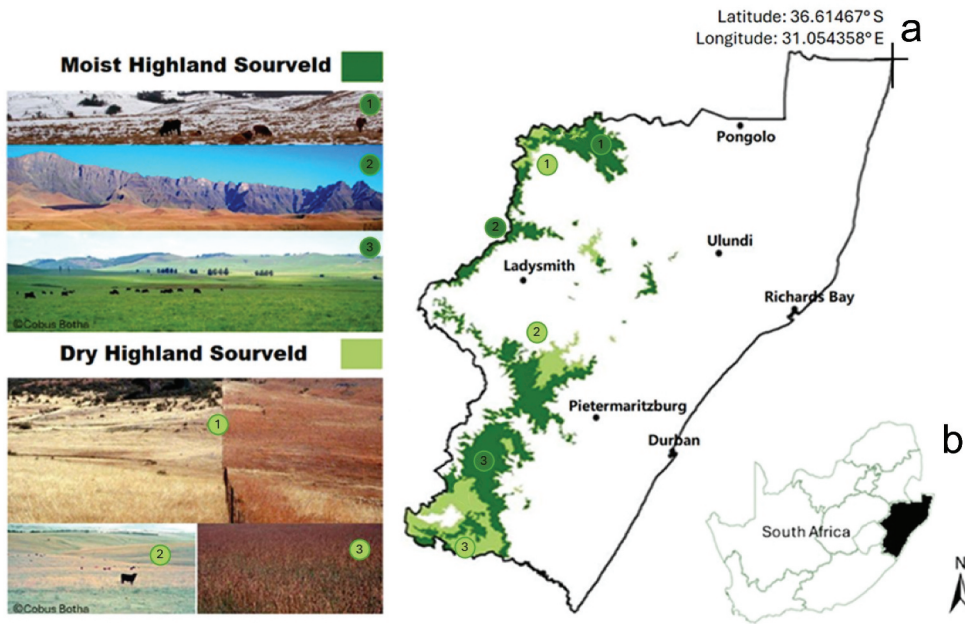 Moist Highland Sourveld
1
2
3
©Cobus Botha
Dry Highland Sourveld
1
2
3
©Cobus Botha
Latitude: 36.61467° S
Longitude: 31.054358° E
a
Pongolo
1
1
2
Ulundi
Ladysmith
Richards Bay
2
Pietermaritzburg
Durban
3
3
b
South Africa
N